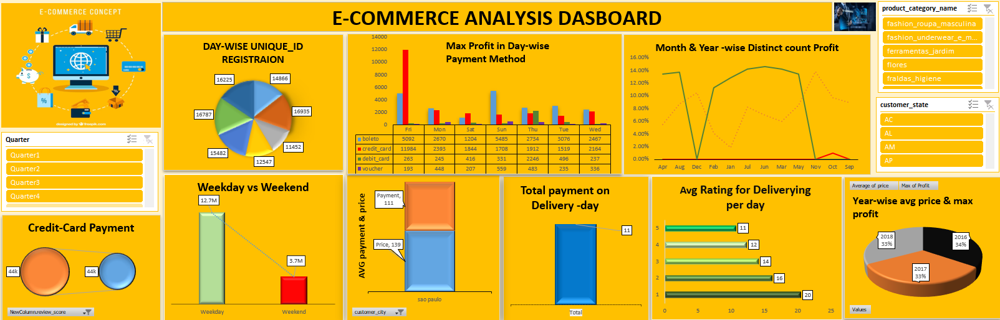 E-COMMERCE CONCEPT
designed by freepik.com
E-COMMERCE ANALYSIS DASBOARD
product_category_name
fashion_roupa_masculina
fashion_underwear_e_m...
ferramentas_jardim
flores
fraldas_higiene
customer_state
AC
AL
AM
AP
Quarter
Quarter1
Quarter2
Quarter3
Quarter4
DAY-WISE UNIQUE_ID
REGISTRAION
16225
14866
16787
16935
15482
11452
12547
Max Profit in Day-wise
Payment Method
14000
12000
10000
8000
6000
4000
2000
0
Fri Mon Sat Sun Thu Tue Wed
boleto 5092 2670 1204 5485 2734 3076 2467
credit_card 11984 2393 1844 1708 1912 1519 2164
debit_card 263 245 416 331 2246 496 237
voucher 193 448 207 559 483 235 336
Month & Year -wise Distinct count Profit
16.00%
14.00%
12.00%
10.00%
8.00%
6.00%
4.00%
2.00%
0.00%
Apr Aug Dec Feb Jan Jul Jun Mar May Nov Oct Sep
Credit-Card Payment
44k
44k
NewColumn.review_score
Weekday vs Weekend
12.7M
3.7M
Weekday Weekend
AVG payment & price
Payment,
111
Price, 139
sao paulo
customer_city
Total payment on
Delivery -day
11
Total
Avg Rating for Deliverying
per day
5 11
4 12
3 14
2 16
1 20
0 5 10 15 20 25
Average of price Max of Profit
Year-wise avg price & max
profit
2018
33%
2016
34%
2017
33%
Values